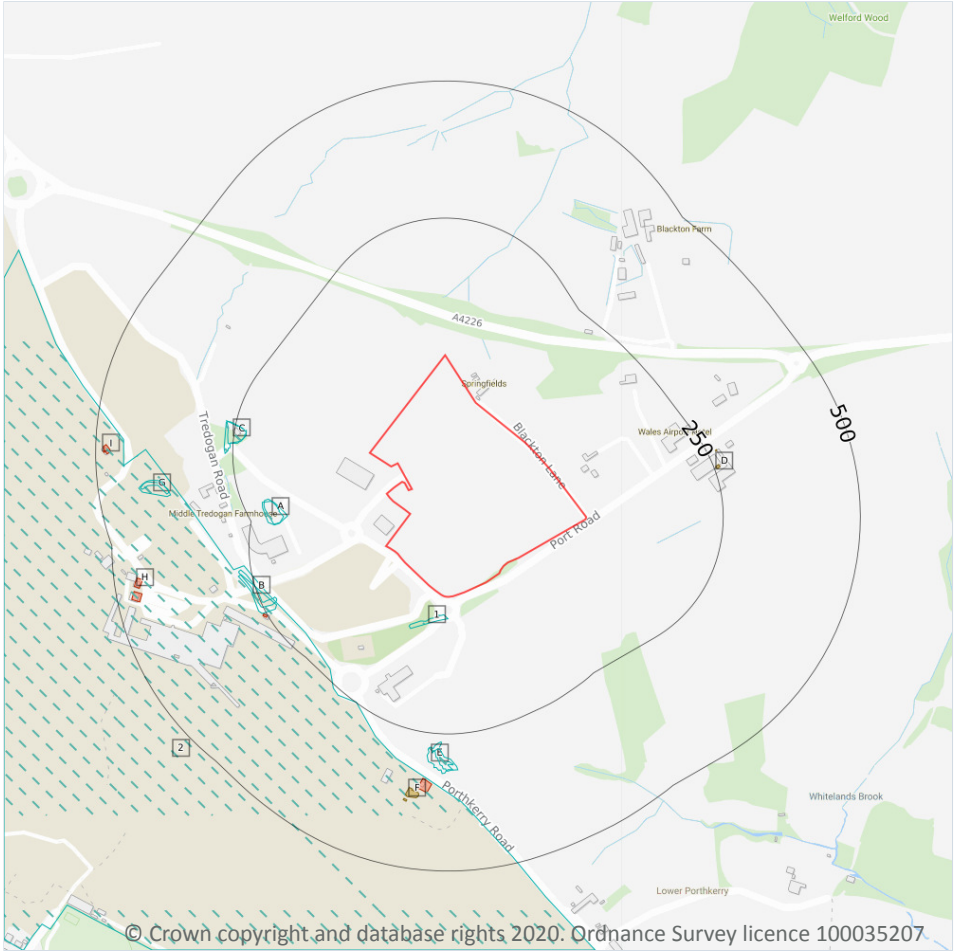 Welford Wood
Blackton Farm
A4226
Springfields
500
Tredogan Road
C
Blackton Lane
Wales Airport Hotel
250
D
I
G
A
Middle Tredogan Farmhouse
Port Road
H
B
1
2
E
F
Porthkerry Road
Whitelands Brook
Lower Porthkerry
© Crown copyright and database rights 2020. Ordnance Survey licence 100035207.